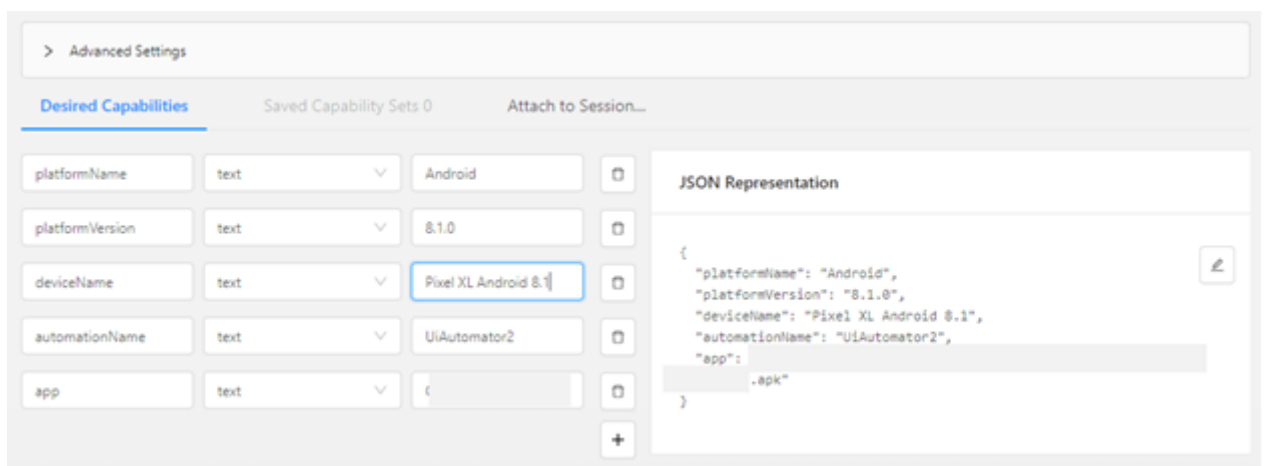 > Advanced Settings
Desired Capabilities Saved Capability Sets 0 Attach to Session...
platformName text Android
platformVersion text 8.1.0
deviceName text Pixel XL Android 8.1
automationName text UiAutomator2
app text
+
JSON Representation
{
"platformName": "Android",
"platformVersion": "8.1.0",
"deviceName": "Pixel XL Android 8.1",
"automationName": "UiAutomator2",
"app":
.apk"
}